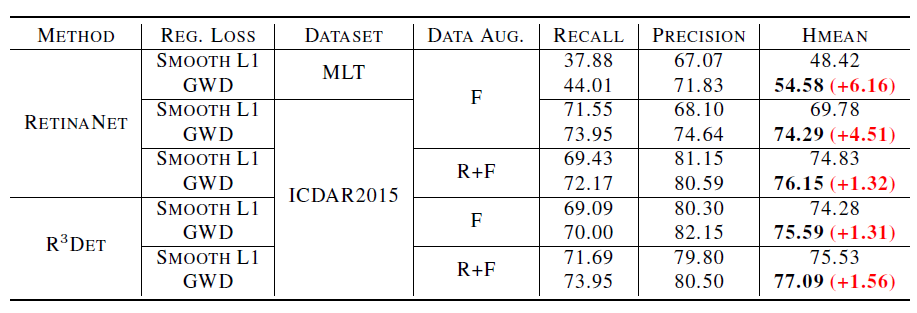 METHOD REG. LOSS DATASET DATA AUG. RECALL PRECISION HMEAN
RETINANET SMOOTH L1 MLT F 37.88 67.07 48.42
GWD 44.01 71.83 54.58 (+6.16)
SMOOTH L1 ICDAR2015 71.55 68.10 69.78
GWD 73.95 74.64 74.29 (+4.51)
SMOOTH L1 R+F 69.43 81.15 74.83
GWD 72.17 80.59 76.15 (+1.32)
R³DET SMOOTH L1 F 69.09 80.30 74.28
GWD 70.00 82.15 75.59 (+1.31)
SMOOTH L1 R+F 71.69 79.80 75.53
GWD 73.95 80.50 77.09 (+1.56)